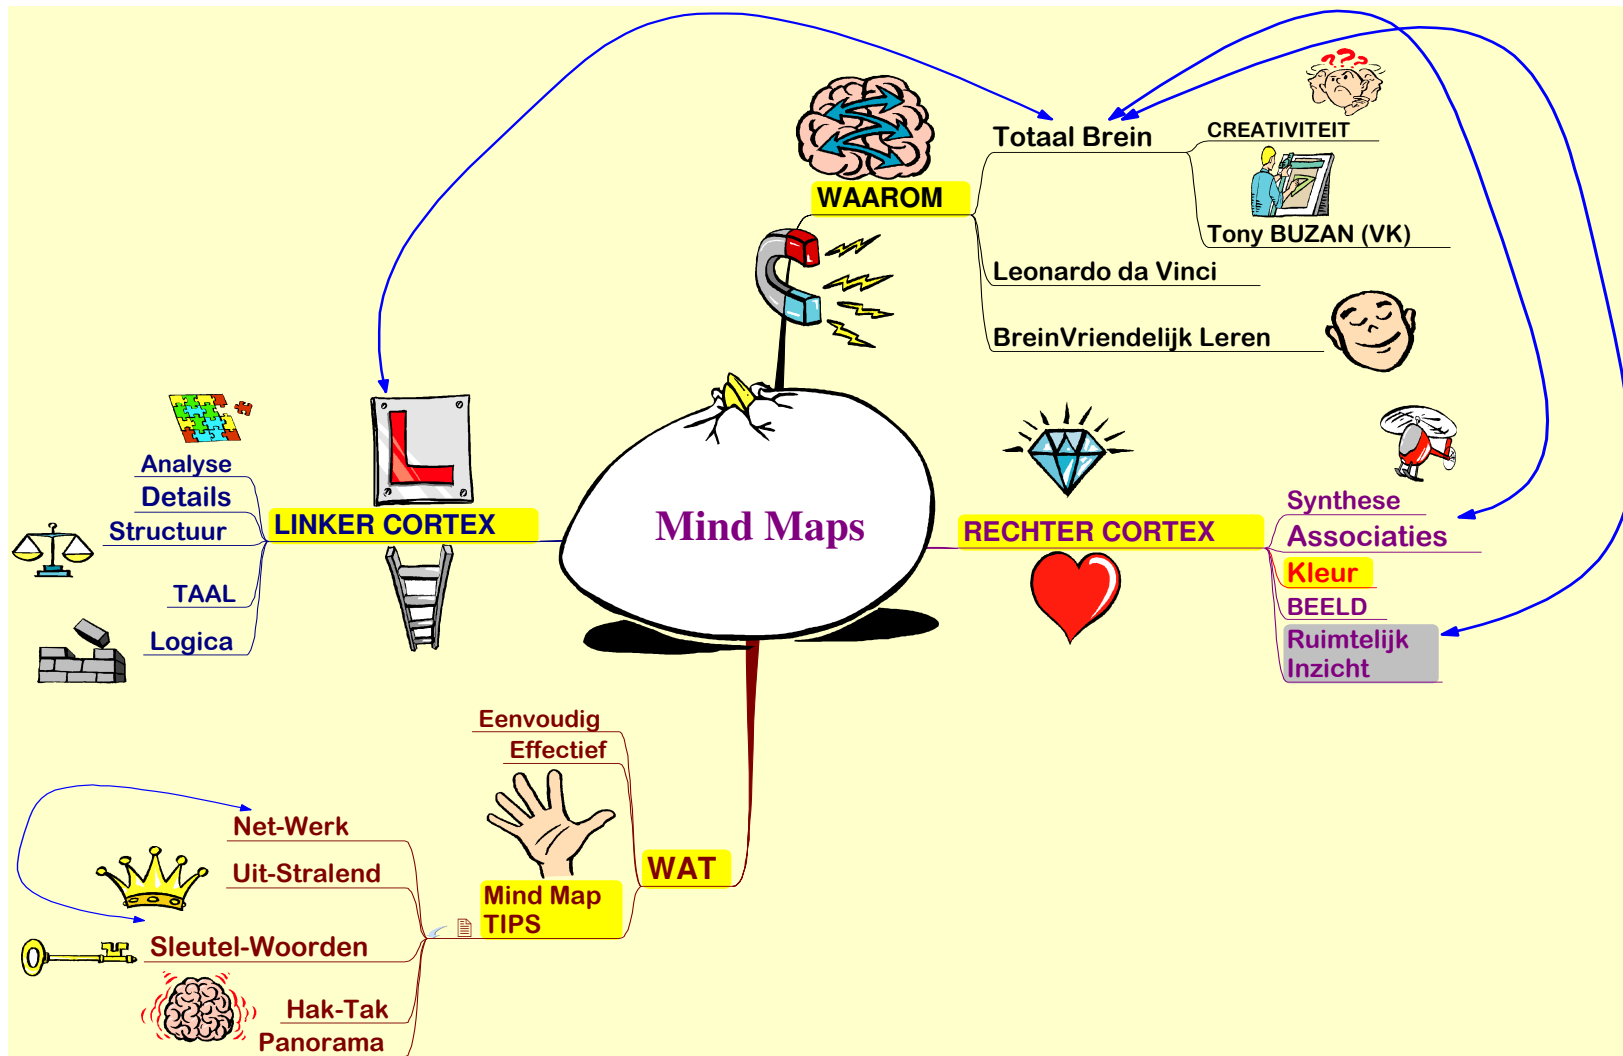 Totaal Brein
CREATIVITEIT
WAAROM
Tony BUZAN (VK)
Leonardo da Vinci
BreinVriendelijk Leren
L
Analyse
Details
Structuur
LINKER CORTEX
TAAL
Logica
Mind Maps
RECHTER CORTEX
Synthese
Associaties
Kleur
BEELD
Ruimtelijk
Inzicht
Eenvoudig
Effectief
WAT
Mind Map
TIPS
Net-Werk
Uit-Stralend
Sleutel-Woorden
Hak-Tak
Panorama
???